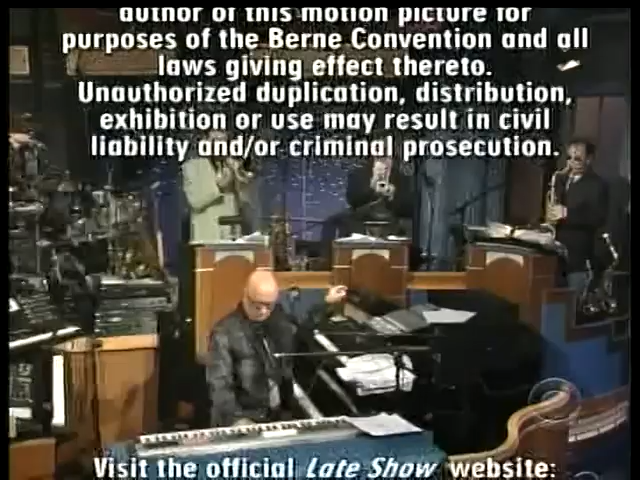 author of this motion picture for
purposes of the Berne Convention and all
laws giving effect thereto.
Unauthorized duplication, distribution,
exhibition or use may result in civil
liability and/or criminal prosecution.
Visit the official Late Show website: